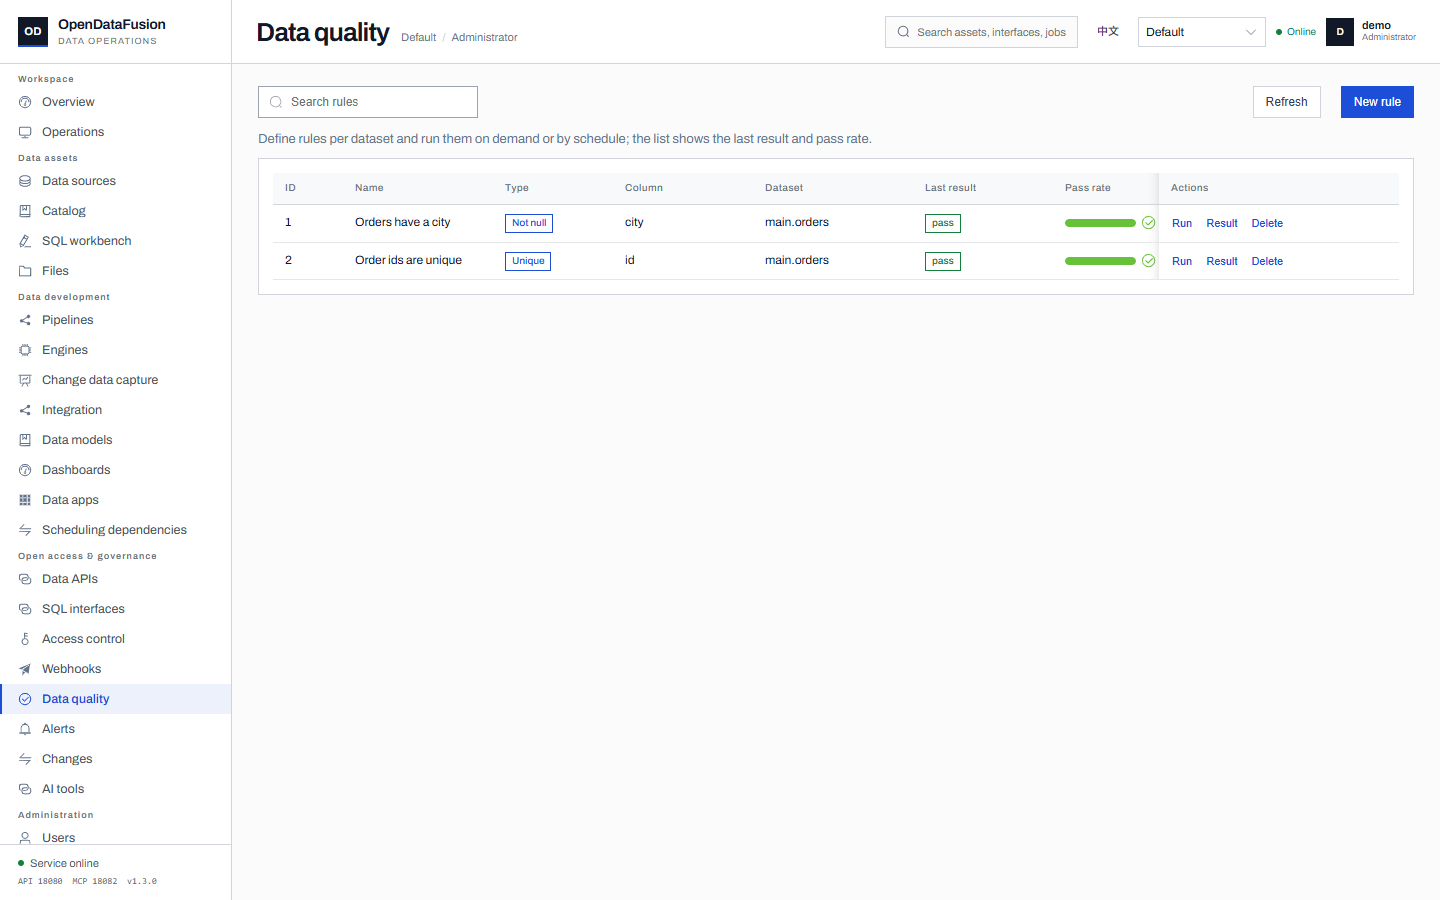 OD
OpenDataFusion
DATA OPERATIONS
Data quality
Default / Administrator
Search assets, interfaces, jobs
中文
Default
Online
D
demo
Administrator
Workspace
Overview
Operations
Data assets
Data sources
Catalog
SQL workbench
Files
Data development
Pipelines
Engines
Change data capture
Integration
Data models
Dashboards
Data apps
Scheduling dependencies
Open access & governance
Data APIs
SQL interfaces
Access control
Webhooks
Data quality
Alerts
Changes
AI tools
Administration
Users
Service online
API 18080 MCP 18082 v1.3.0
Search rules
Refresh
New rule
Define rules per dataset and run them on demand or by schedule; the list shows the last result and pass rate.
ID Name Type Column Dataset Last result Pass rate Actions
1 Orders have a city Not null city main.orders pass Run Result Delete
2 Order ids are unique Unique id main.orders pass Run Result Delete